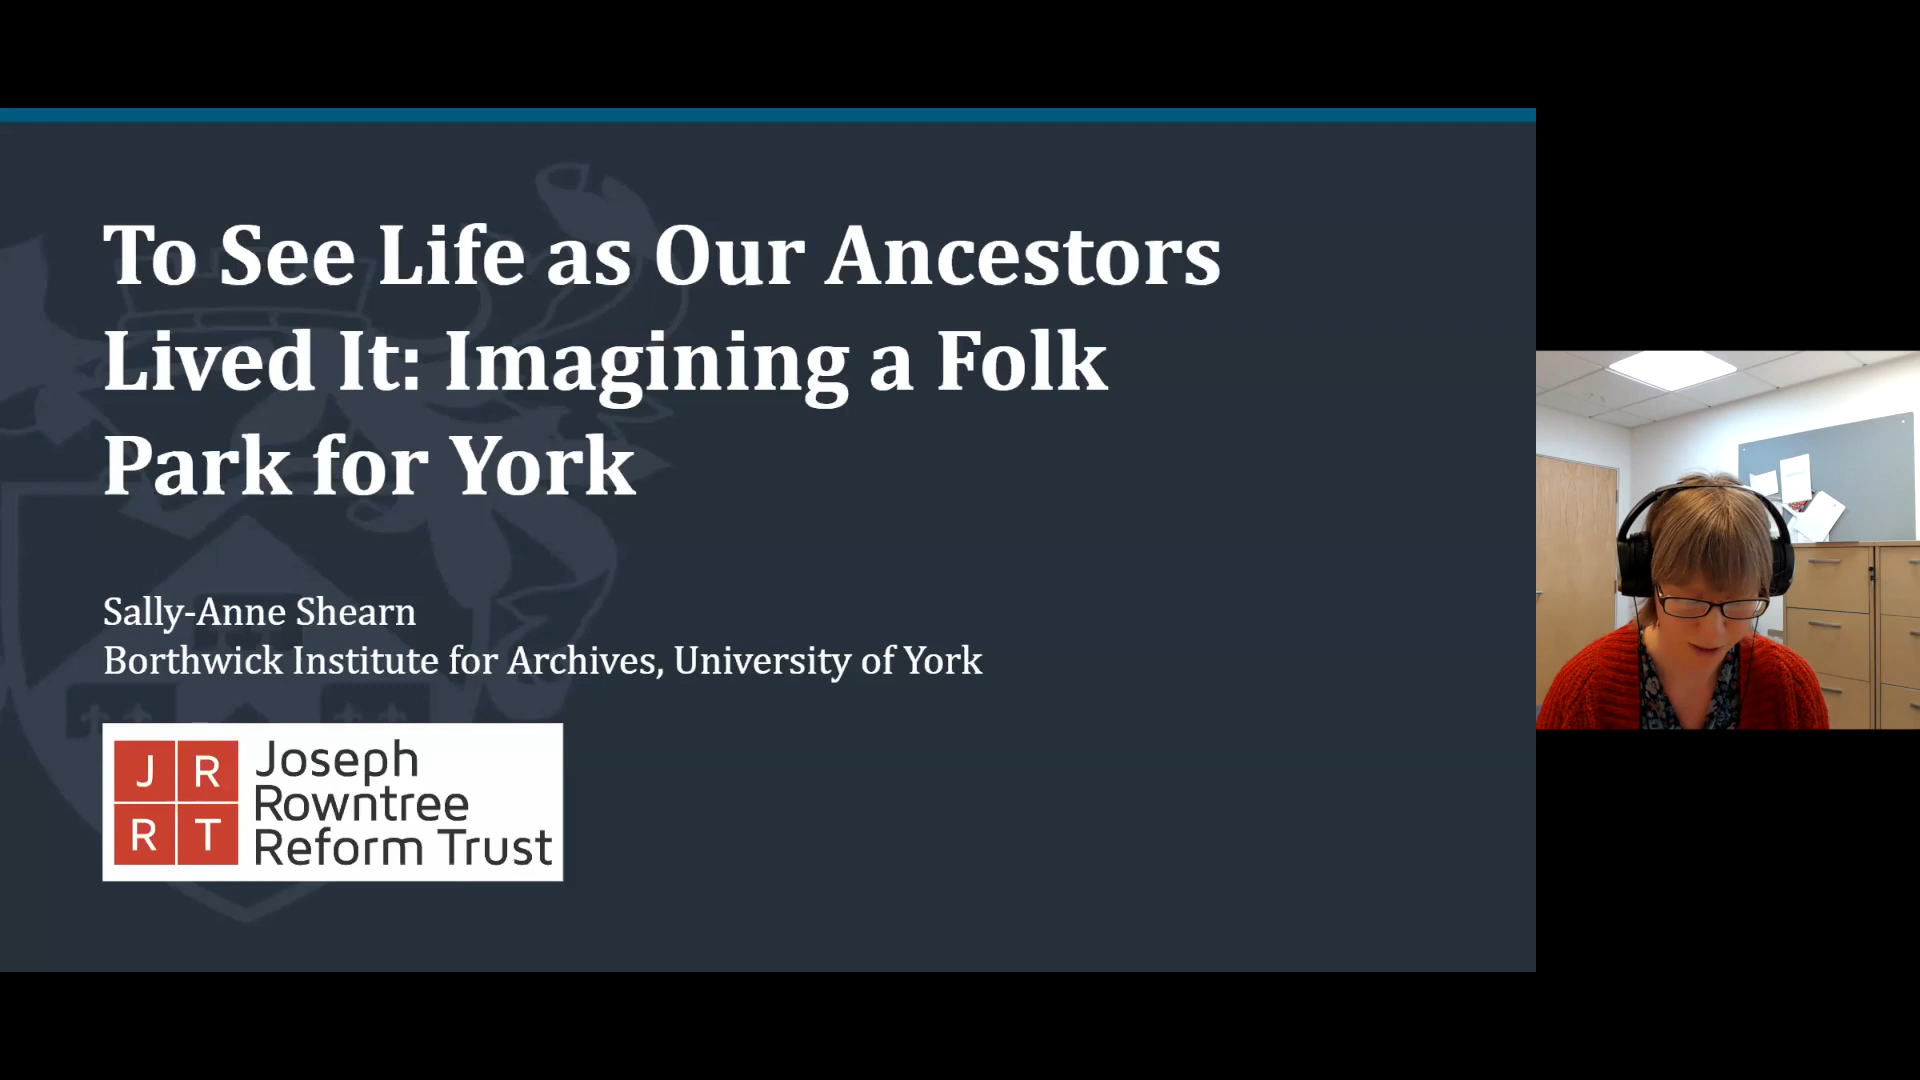 To See Life as Our Ancestors
Lived It: Imagining a Folk
Park for York
Sally-Anne Shearn
Borthwick Institute for Archives, University of York
J R
R T
Joseph
Rowntree
Reform Trust